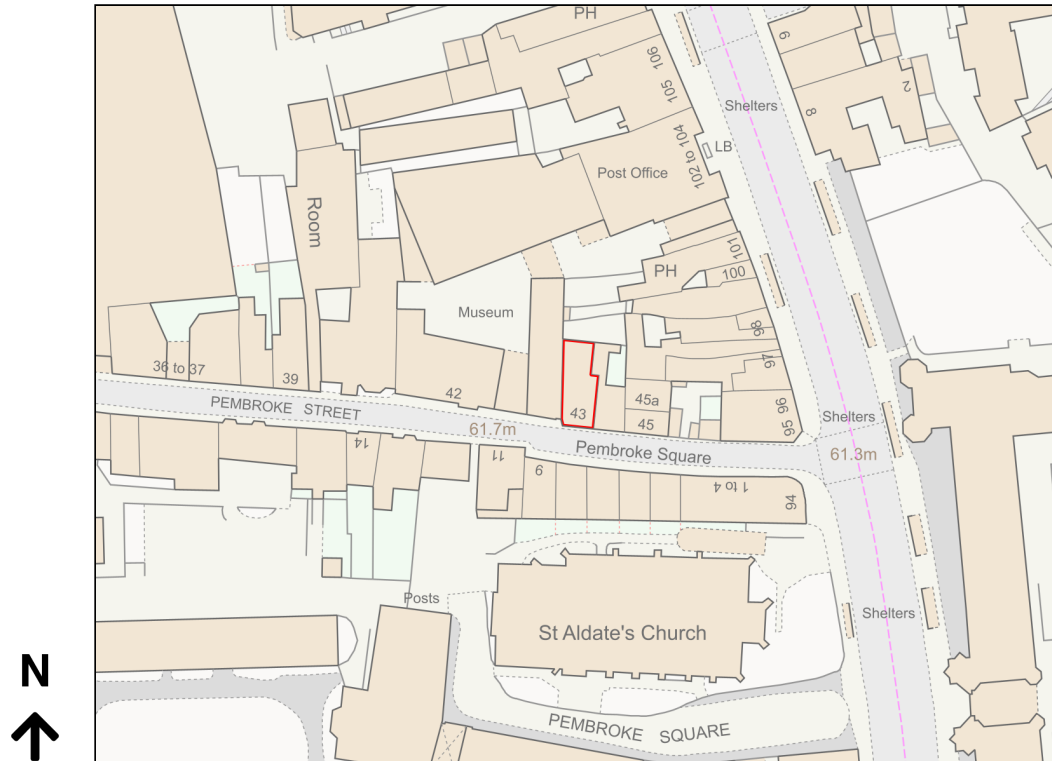 PH
106
105
102 to 104
Shelters
9
8
2
LB
Post Office
Room
101
PH
100
Museum
98
97
36 to 37
39
42
43
45a
45
96
95
Shelters
PEMBROKE STREET
61.7m
Pembroke Square
61.3m
14
11
9
1 to 4
94
Posts
St Aldate's Church
Shelters
PEMBROKE SQUARE
N